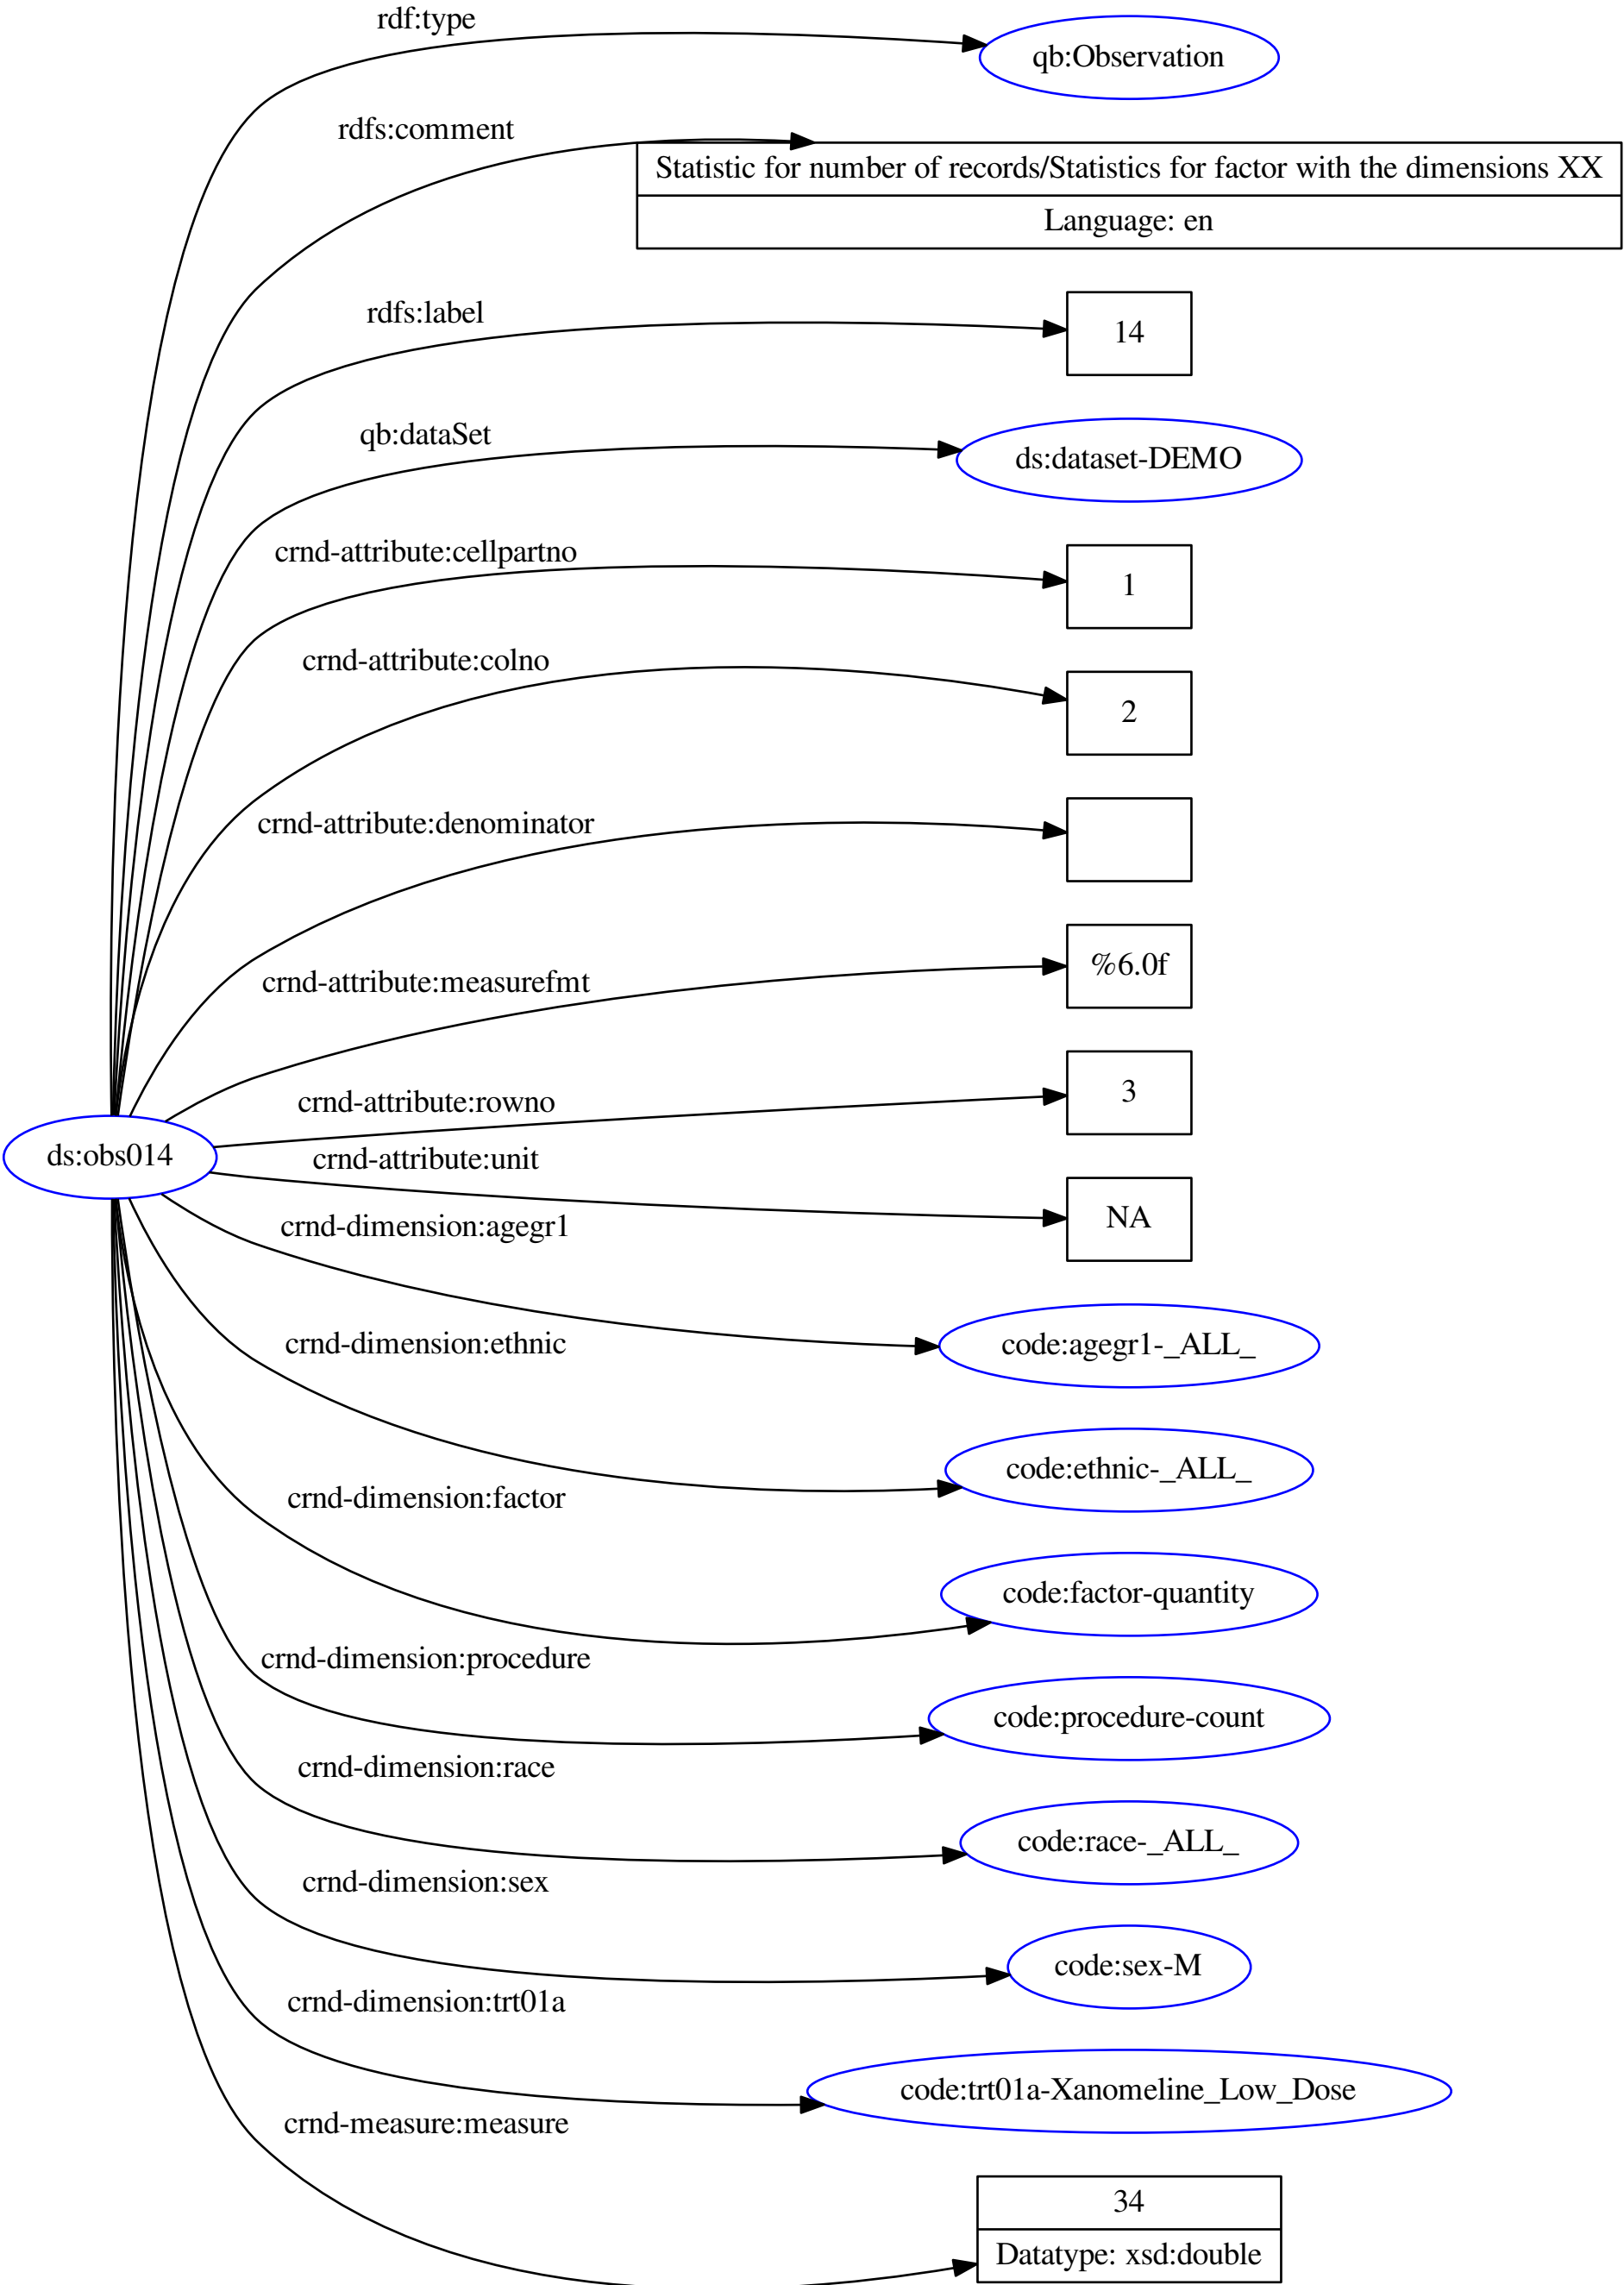 rdf:type
qb:Observation
rdfs:comment
Statistic for number of records/Statistics for factor with the dimensions XX
Language: en
rdfs:label
14
qb:dataSet
ds:dataset-DEMO
crnd-attribute:cellpartno
1
crnd-attribute:colno
2
crnd-attribute:denominator
crnd-attribute:measurefmt
%6.0f
crnd-attribute:rowno
3
ds:obs014
crnd-attribute:unit
NA
crnd-dimension:agegr1
code:agegr1-_ALL_
crnd-dimension:ethnic
code:ethnic-_ALL_
crnd-dimension:factor
code:factor-quantity
crnd-dimension:procedure
code:procedure-count
crnd-dimension:race
code:race-_ALL_
crnd-dimension:sex
code:sex-M
crnd-dimension:trt01a
code:trt01a-Xanomeline_Low_Dose
crnd-measure:measure
34
Datatype: xsd:double